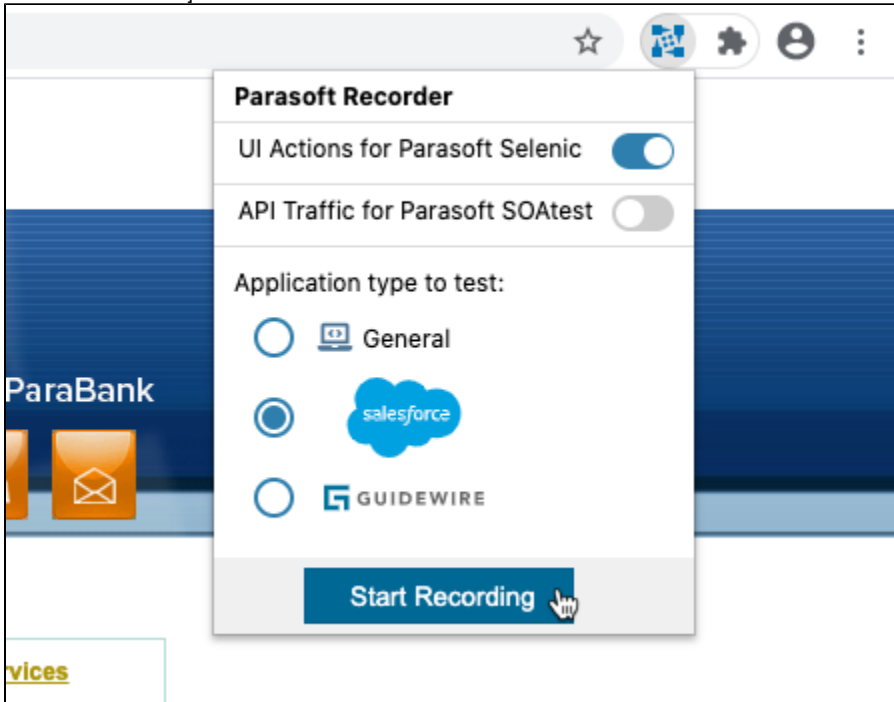 Parasoft Recorder
UI Actions for Parasoft Selenic
API Traffic for Parasoft SOAtest
Application type to test:
General
ParaBank
salesforce
GUIDEWIRE
Start Recording
rvices